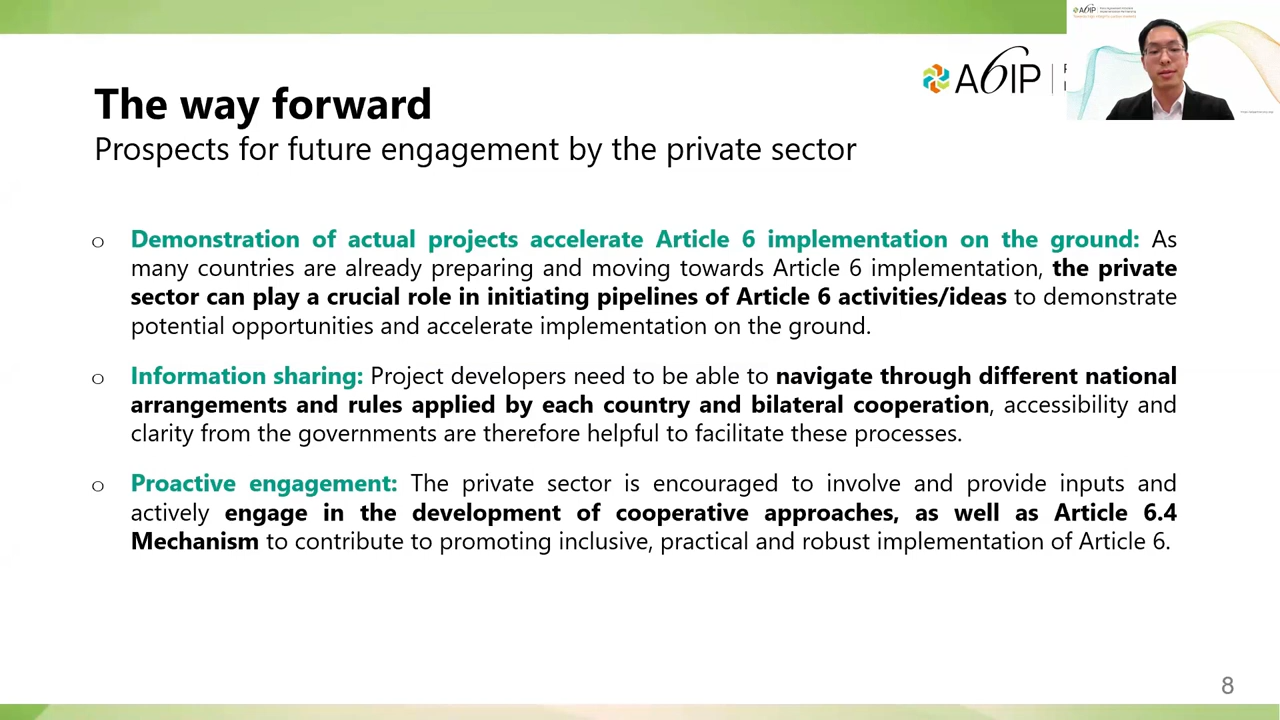 A6IP
A6IP
The way forward
Prospects for future engagement by the private sector
o Demonstration of actual projects accelerate Article 6 implementation on the ground: As
many countries are already preparing and moving towards Article 6 implementation, the private
sector can play a crucial role in initiating pipelines of Article 6 activities/ideas to demonstrate
potential opportunities and accelerate implementation on the ground.
o Information sharing: Project developers need to be able to navigate through different national
arrangements and rules applied by each country and bilateral cooperation, accessibility and
clarity from the governments are therefore helpful to facilitate these processes.
o Proactive engagement: The private sector is encouraged to involve and provide inputs and
actively engage in the development of cooperative approaches, as well as Article 6.4
Mechanism to contribute to promoting inclusive, practical and robust implementation of Article 6.
8